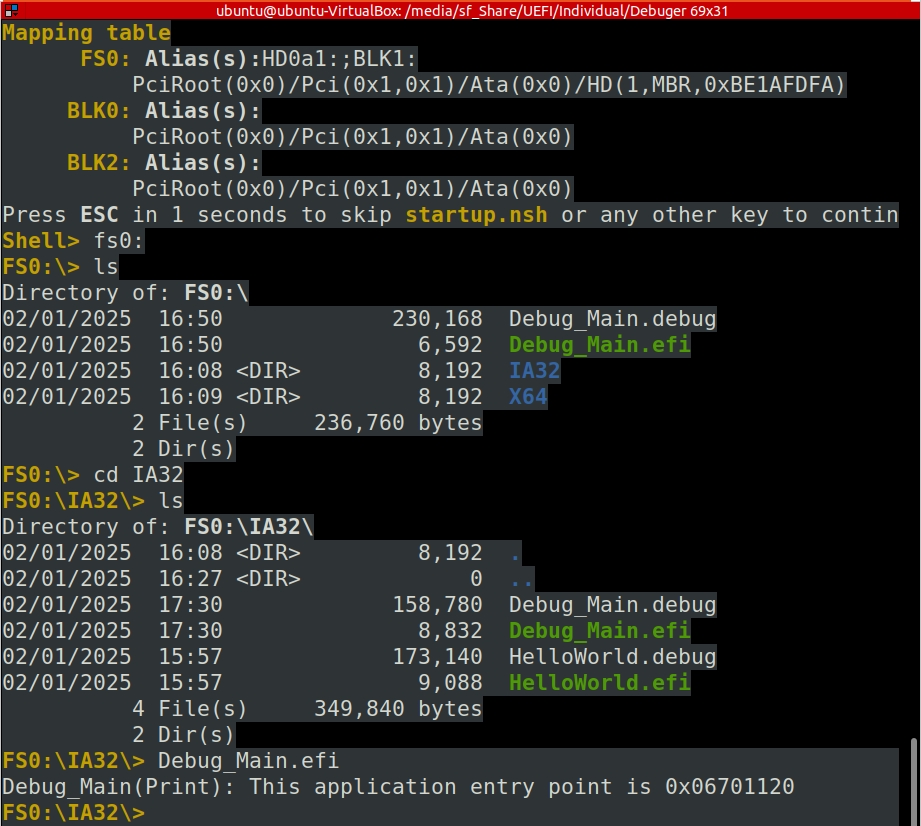 ubuntu@ubuntu-VirtualBox: /media/sf_Share/UEFI/Individual/Debuger 69x31
Mapping table
      FS0: Alias(s):HD0a1:;BLK1:
          PciRoot(0x0)/Pci(0x1,0x1)/Ata(0x0)/HD(1,MBR,0xBE1AFDFA)
     BLK0: Alias(s):
          PciRoot(0x0)/Pci(0x1,0x1)/Ata(0x0)
     BLK2: Alias(s):
          PciRoot(0x0)/Pci(0x1,0x1)/Ata(0x0)
Press ESC in 1 seconds to skip startup.nsh or any other key to contin
Shell> fs0:
FS0:\> ls
Directory of: FS0:\
02/01/2025  16:50             230,168  Debug_Main.debug
02/01/2025  16:50               6,592  Debug_Main.efi
02/01/2025  16:08 <DIR>         8,192  IA32
02/01/2025  16:09 <DIR>         8,192  X64
          2 File(s)     236,760 bytes
          2 Dir(s)
FS0:\> cd IA32
FS0:\IA32\> ls
Directory of: FS0:\IA32\
02/01/2025  16:08 <DIR>         8,192  .
02/01/2025  16:27 <DIR>             0  ..
02/01/2025  17:30             158,780  Debug_Main.debug
02/01/2025  17:30               8,832  Debug_Main.efi
02/01/2025  15:57             173,140  HelloWorld.debug
02/01/2025  15:57               9,088  HelloWorld.efi
          4 File(s)     349,840 bytes
          2 Dir(s)
FS0:\IA32\> Debug_Main.efi
Debug_Main(Print): This application entry point is 0x06701120
FS0:\IA32\>